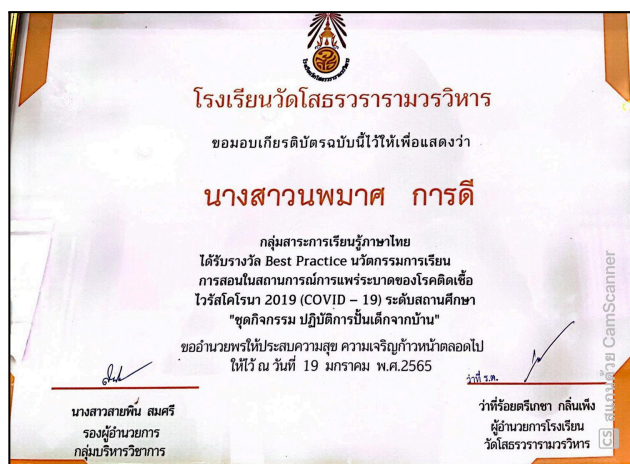 โรงเรียนวัดโสธรวรารามวรวิหาร
ขอมอบเกียรติบัตรฉบับนี้ไว้ให้เพื่อแสดงว่า
นางสาวนพมาศ การดี
กลุ่มสาระการเรียนรู้ภาษาไทย
ได้รับรางวัล Best Practice นวัตกรรมการเรียน
การสอนในสถานการณ์การแพร่ระบาดของโรคติดเชื้อ
ไวรัสโคโรนา 2019 (COVID – 19) ระดับสถานศึกษา
"ชุดกิจกรรม ปฏิบัติการปั้นเด็กจากบ้าน"
ขออำนวยพรให้ประสบความสุข ความเจริญก้าวหน้าตลอดไป
ให้ไว้ ณ วันที่ 19 มกราคม พ.ศ.2565
นางสาวสายพิ้น สมศรี
รองผู้อำนวยการ
กลุ่มบริหารวิชาการ
ว่าที่ ร.ต.
ว่าที่ร้อยตรีเกชา กลิ่นเพ็ง
ผู้อำนวยการโรงเรียน
วัดโสธรวรารามวรวิหาร
CS สแกนด้วย CamScanner